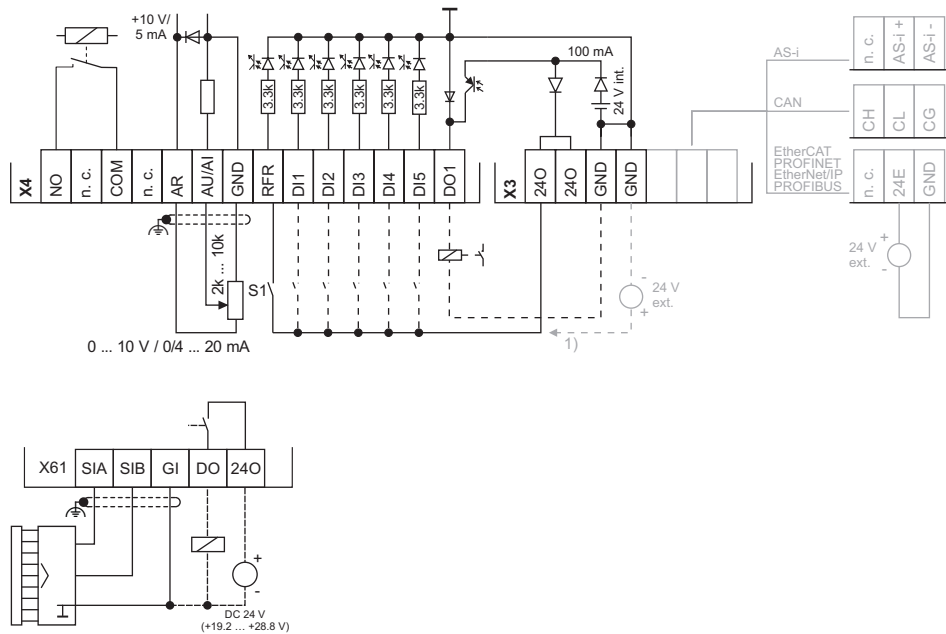 +10 V/
5 mA
100 mA
3.3k
3.3k
3.3k
3.3k
3.3k
3.3k
24 V int.
X4
NO
n. c.
COM
n. c.
AR
AU/AI
GND
RFR
DI1
DI2
DI3
DI4
DI5
DO1
X3
24O
24O
GND
GND
AS-i
n. c.
AS-i +
AS-i -
CAN
CH
CL
CG
EtherCAT
PROFINET
EtherNet/IP
PROFIBUS
n. c.
24E
GND
24 V
ext.
+
-
2k ... 10k
S1
-
24 V
ext.
+
1)
0 ... 10 V / 0/4 ... 20 mA
X61
SIA
SIB
GI
DO
24O
+
-
DC 24 V
(+19.2 ... +28.8 V)